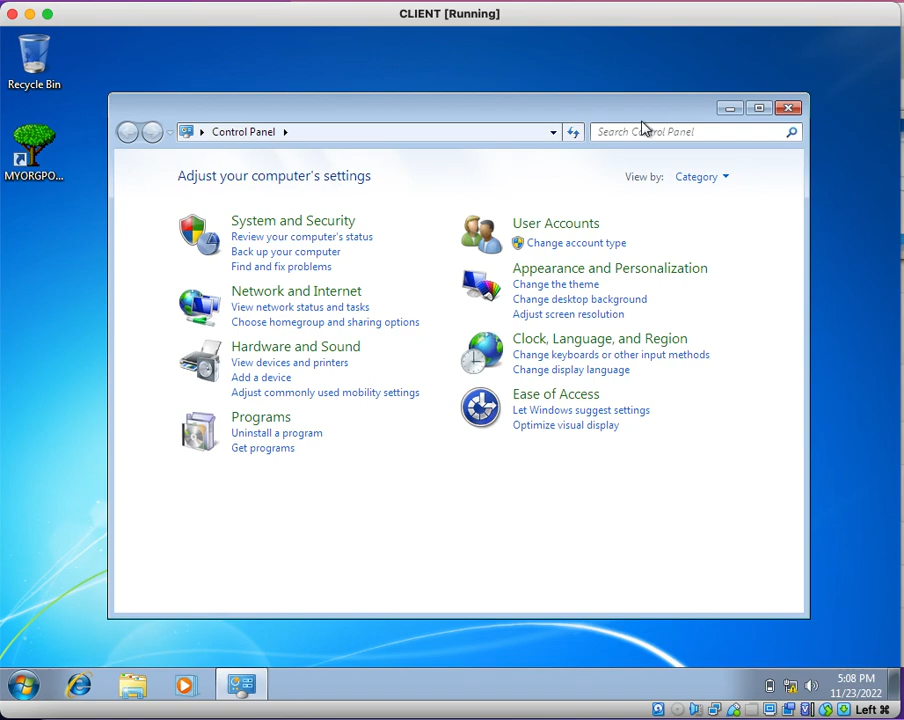 CLIENT [Running]
Recycle Bin
MYORGPO...
Control Panel
Search Control Panel
Adjust your computer's settings
View by: Category
System and Security
Review your computer's status
Back up your computer
Find and fix problems
Network and Internet
View network status and tasks
Choose homegroup and sharing options
Hardware and Sound
View devices and printers
Add a device
Adjust commonly used mobility settings
Programs
Uninstall a program
Get programs
User Accounts
Change account type
Appearance and Personalization
Change the theme
Change desktop background
Adjust screen resolution
Clock, Language, and Region
Change keyboards or other input methods
Change display language
Ease of Access
Let Windows suggest settings
Optimize visual display
5:08 PM
11/23/2022
Left ⌘